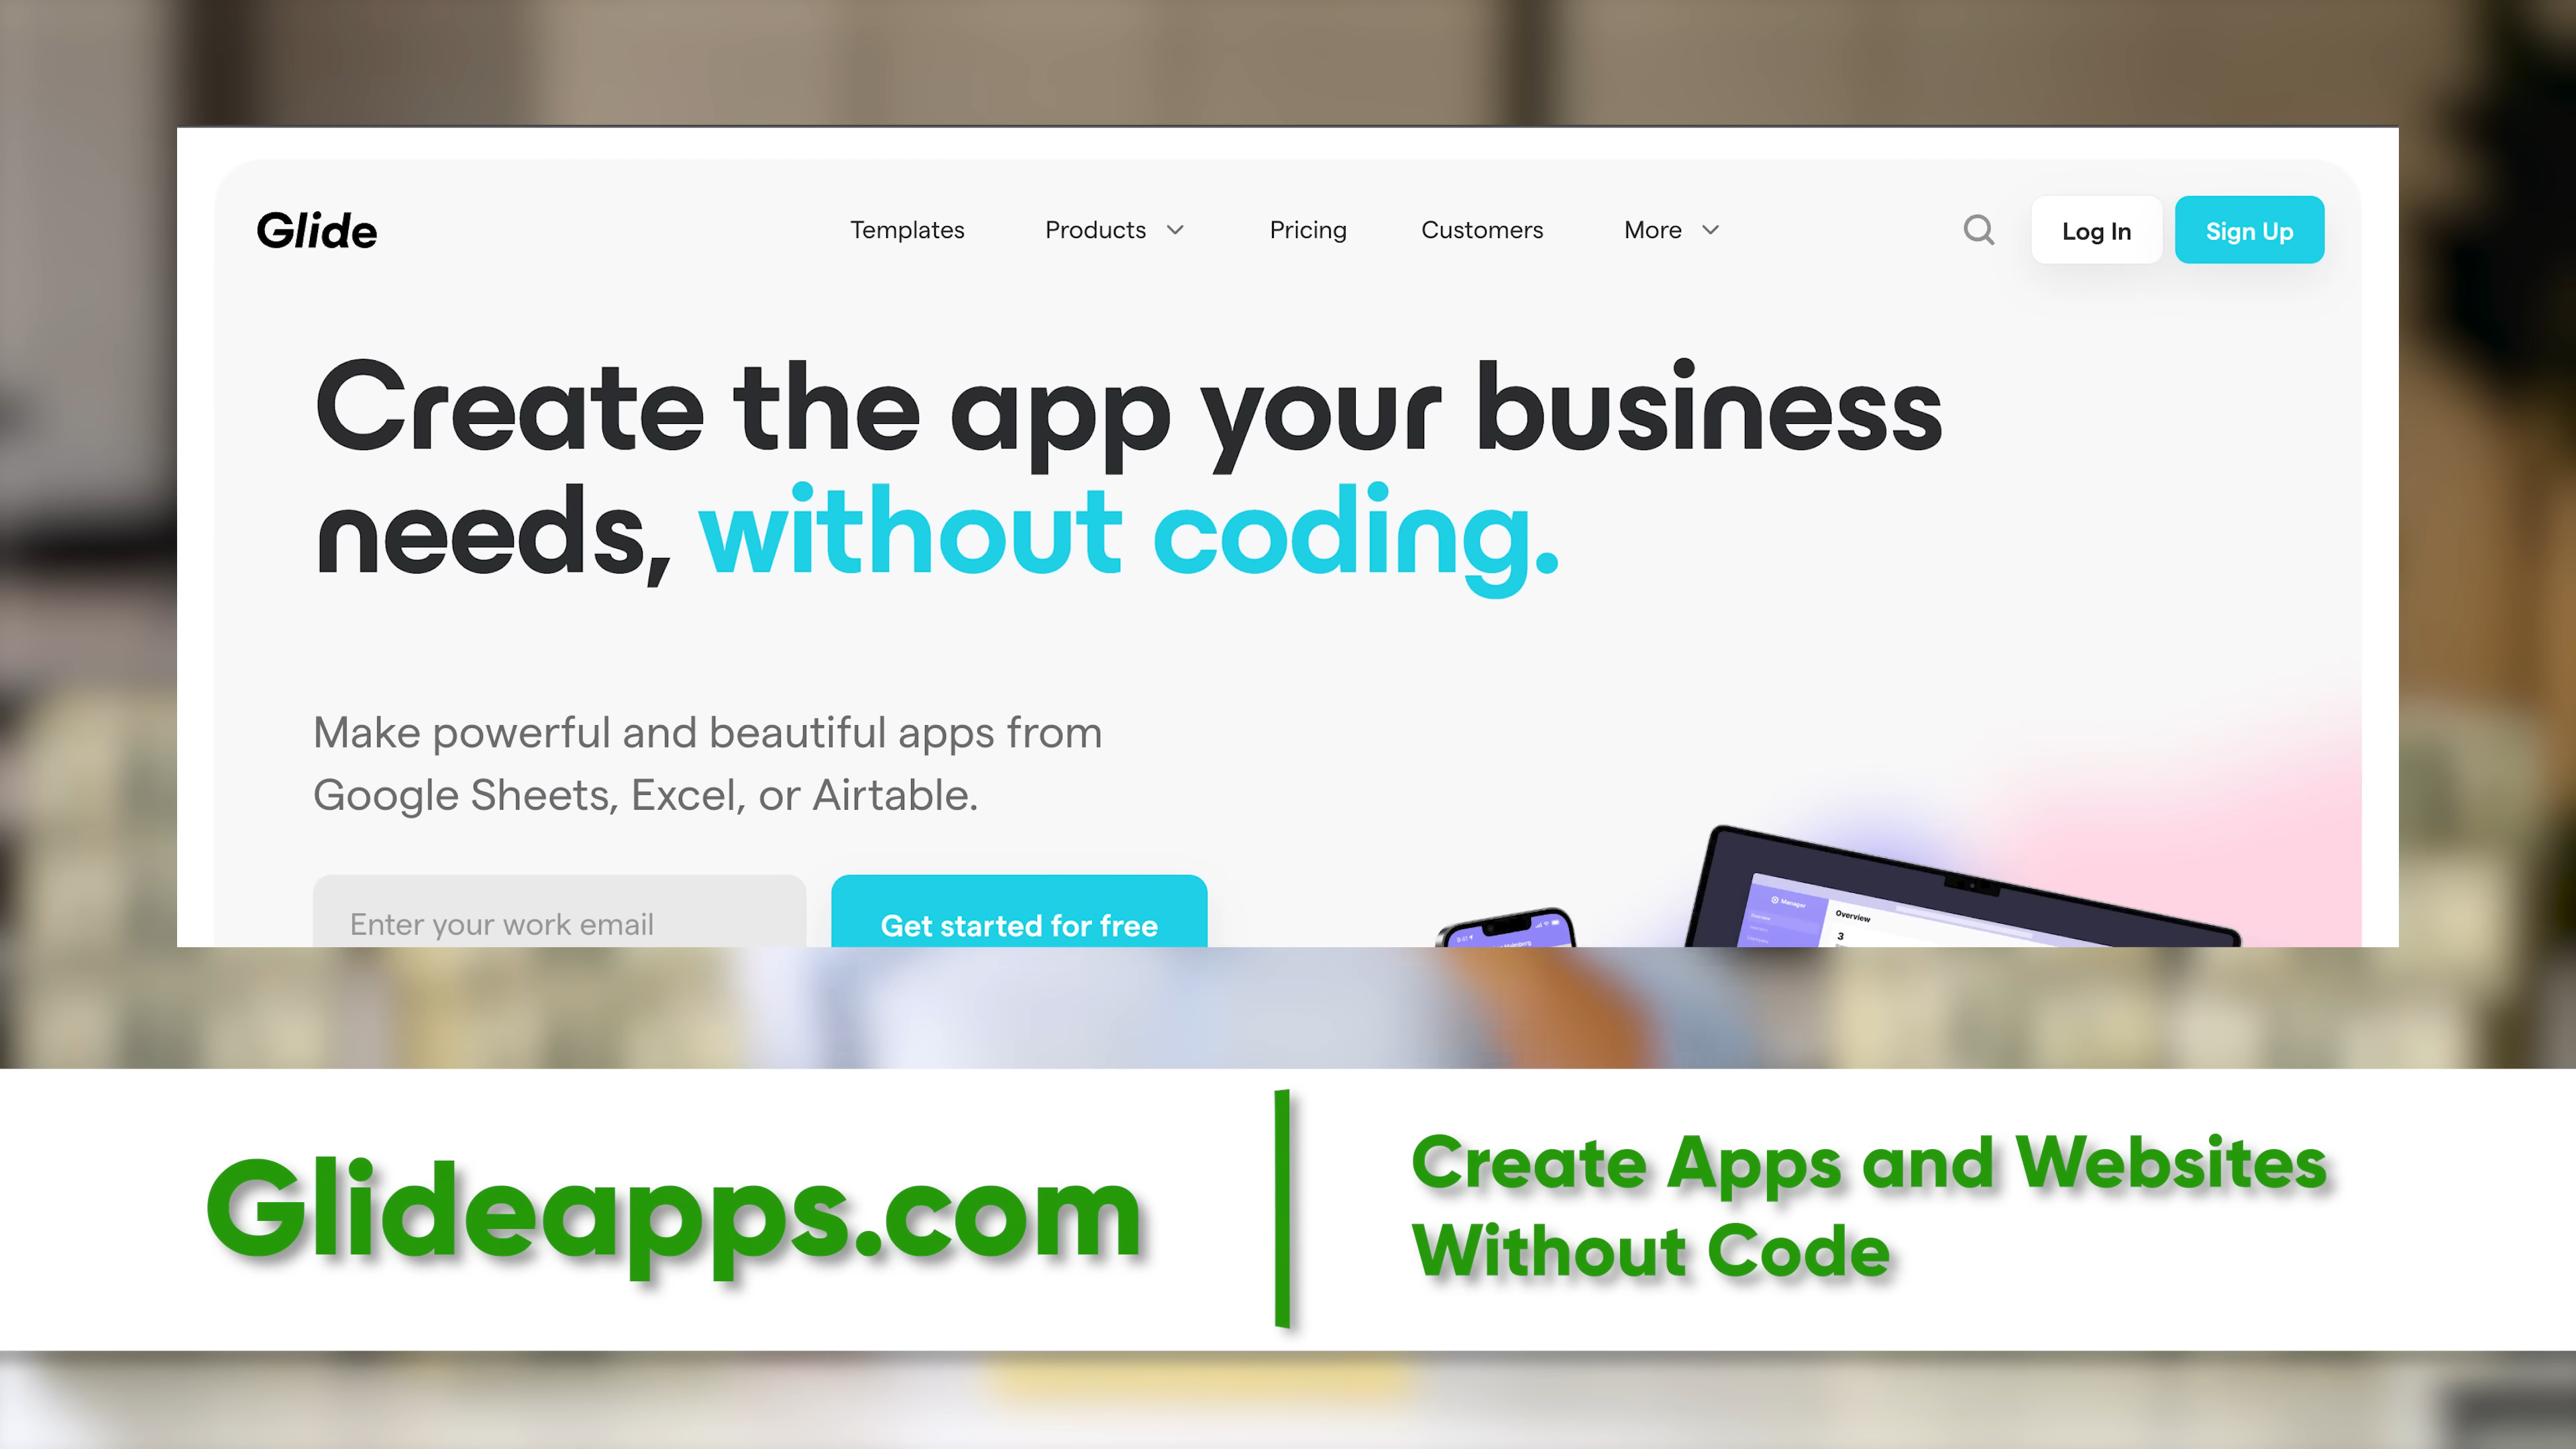 Glide
Templates
Products
Pricing
Customers
More
Log In
Sign Up
Create the app your business
needs, without coding.
Make powerful and beautiful apps from
Google Sheets, Excel, or Airtable.
Enter your work email
Get started for free
Manager
Overview
3
Glideapps.com
Create Apps and Websites
Without Code